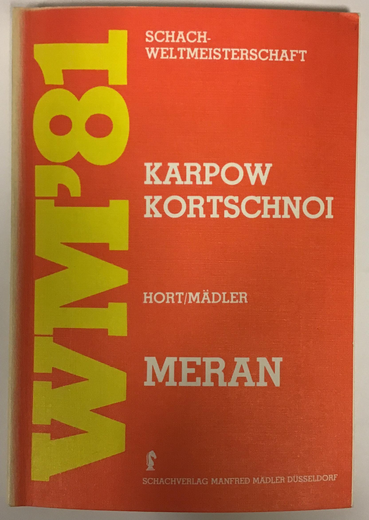 WM'81
SCHACH-
WELTMEISTERSCHAFT
KARPOW
KORTSCHNOI
HORT/MÄDLER
MERAN
SCHACHVERLAG MANFRED MÄDLER DÜSSELDORF